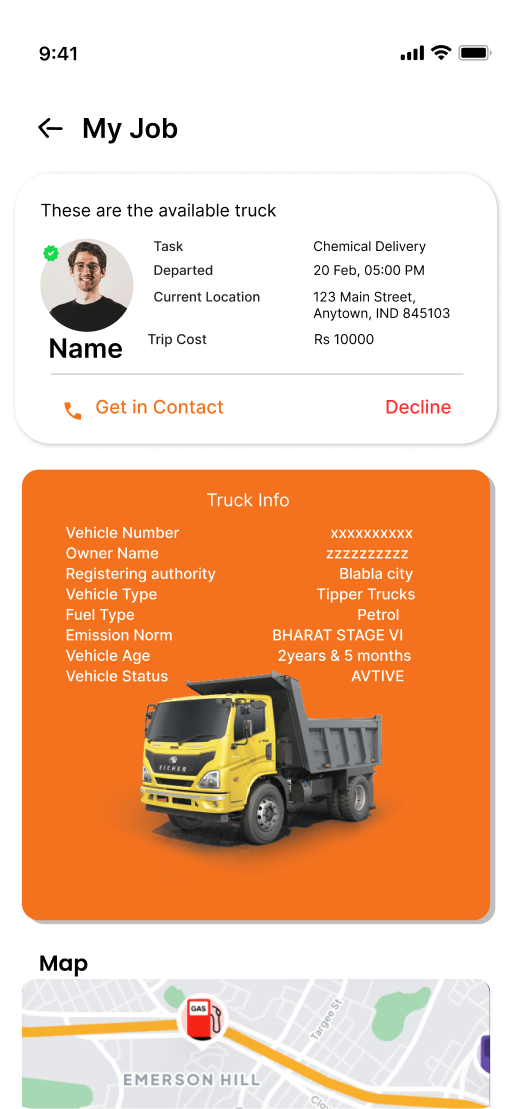 9:41
My Job
These are the available truck
Task Chemical Delivery
Departed 20 Feb, 05:00 PM
Current Location 123 Main Street,
Anytown, IND 845103
Name
Trip Cost Rs 10000
Get in Contact Decline
Truck Info
Vehicle Number xxxxxxxxxx
Owner Name zzzzzzzzzz
Registering authority Blabla city
Vehicle Type Tipper Trucks
Fuel Type Petrol
Emission Norm BHARAT STAGE VI
Vehicle Age 2years & 5 months
Vehicle Status AVTIVE
EICHER
Map
GAS
Targee St
EMERSON HILL
Clo